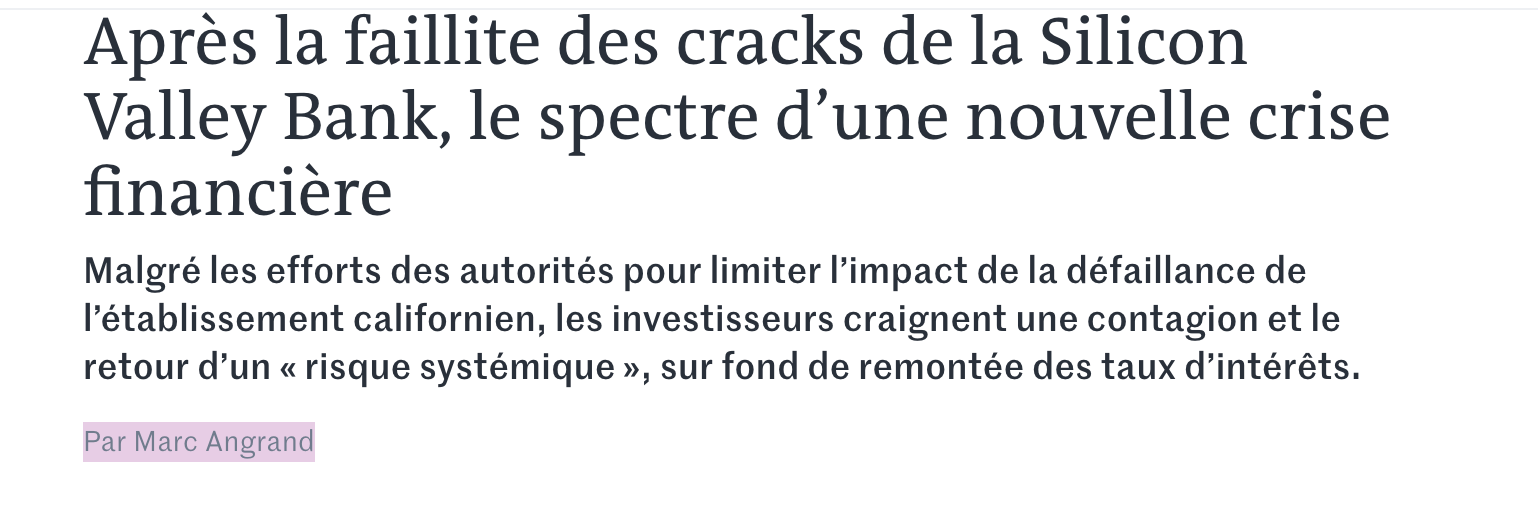 Après la faillite des cracks de la Silicon
Valley Bank, le spectre d’une nouvelle crise
financière
Malgré les efforts des autorités pour limiter l’impact de la défaillance de
l’établissement californien, les investisseurs craignent une contagion et le
retour d’un « risque systémique », sur fond de remontée des taux d’intérêts.
Par Marc Angrand